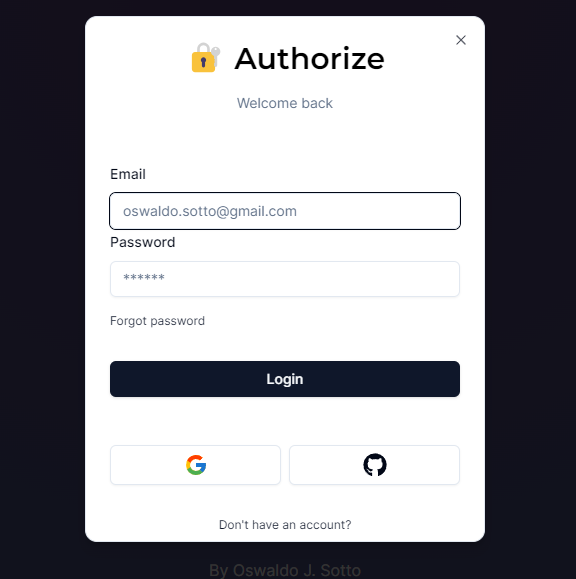 Authorize
Welcome back
Email
oswaldo.sotto@gmail.com
Password
******
Forgot password
Login
Don't have an account?
By Oswaldo J. Sotto